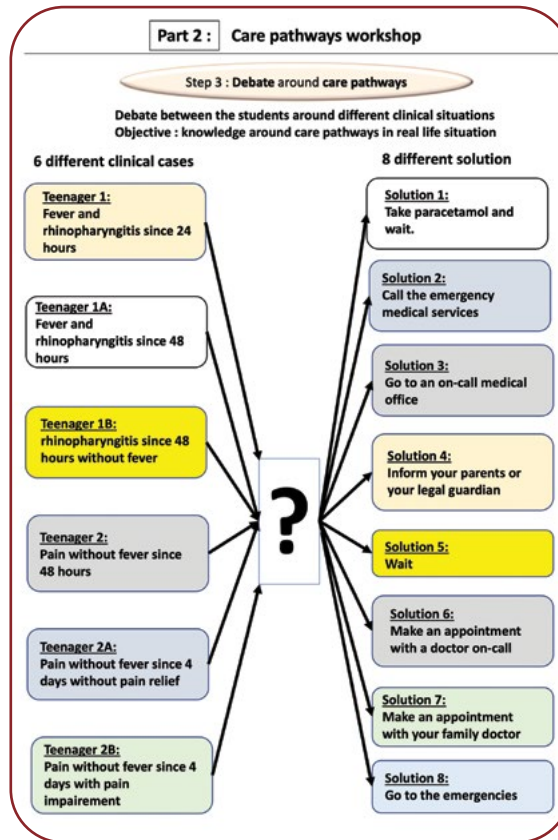 Part 2 : Care pathways workshop
Step 3 : Debate around care pathways
Debate between the students around different clinical situations
Objective : knowledge around care pathways in real life situation
6 different clinical cases
8 different solution
Teenager 1:
Fever and
rhinopharyngitis since 24
hours
Teenager 1A:
Fever and
rhinopharyngitis since 48
hours
Teenager 1B:
rhinopharyngitis since 48
hours without fever
Teenager 2:
Pain without fever since
48 hours
Teenager 2A:
Pain without fever since 4
days without pain relief
Teenager 2B:
Pain without fever since 4
days with pain
impairement
?
Solution 1:
Take paracetamol and
wait.
Solution 2:
Call the emergency
medical services
Solution 3:
Go to an on-call medical
office
Solution 4:
Inform your parents or
your legal guardian
Solution 5:
Wait
Solution 6:
Make an appointment
with a doctor on-call
Solution 7:
Make an appointment
with your family doctor
Solution 8:
Go to the emergencies